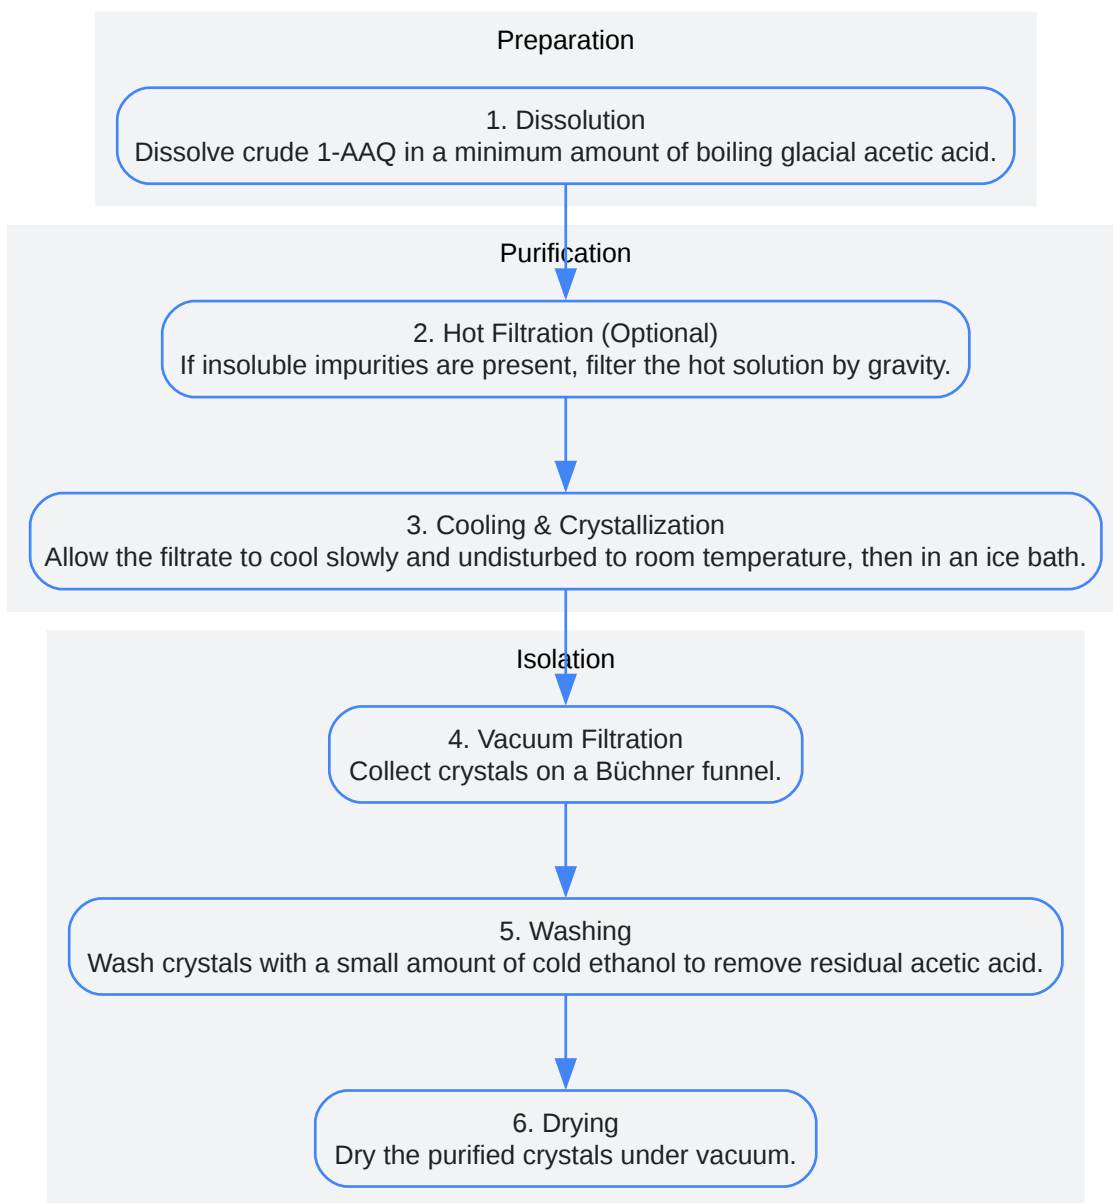 Preparation
1. Dissolution
Dissolve crude 1-AAQ in a minimum amount of boiling glacial acetic acid.
Purification
2. Hot Filtration (Optional)
If insoluble impurities are present, filter the hot solution by gravity.
3. Cooling & Crystallization
Allow the filtrate to cool slowly and undisturbed to room temperature, then in an ice bath.
Isolation
4. Vacuum Filtration
Collect crystals on a Büchner funnel.
5. Washing
Wash crystals with a small amount of cold ethanol to remove residual acetic acid.
6. Drying
Dry the purified crystals under vacuum.